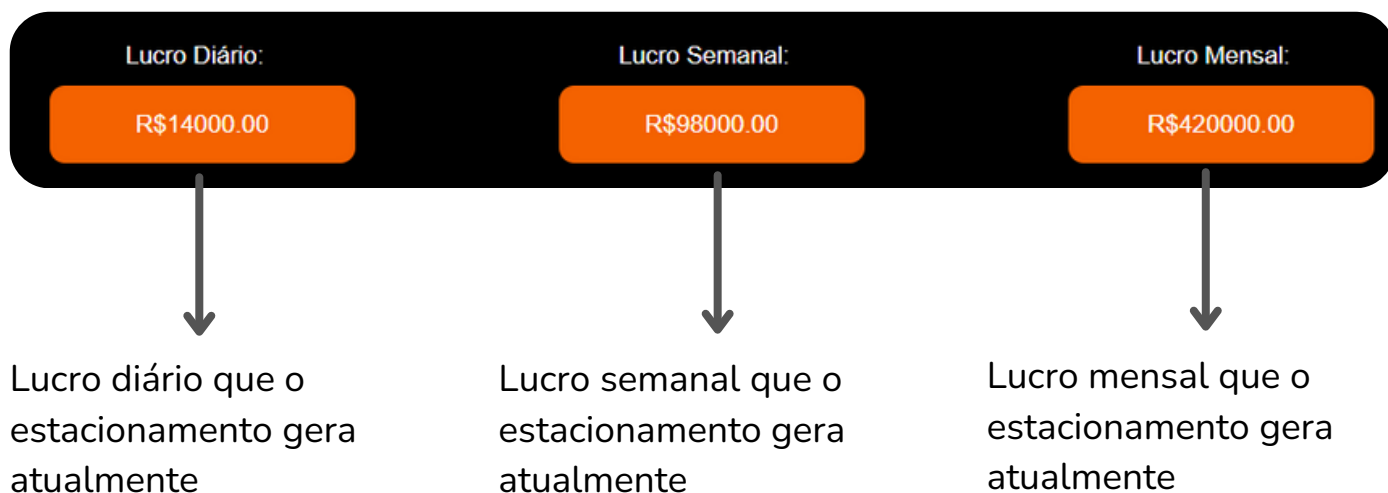 Lucro Diário:
Lucro Semanal:
Lucro Mensal:
R$14000.00
R$98000.00
R$420000.00
Lucro diário que o
estacionamento gera
atualmente
Lucro semanal que o
estacionamento gera
atualmente
Lucro mensal que o
estacionamento gera
atualmente